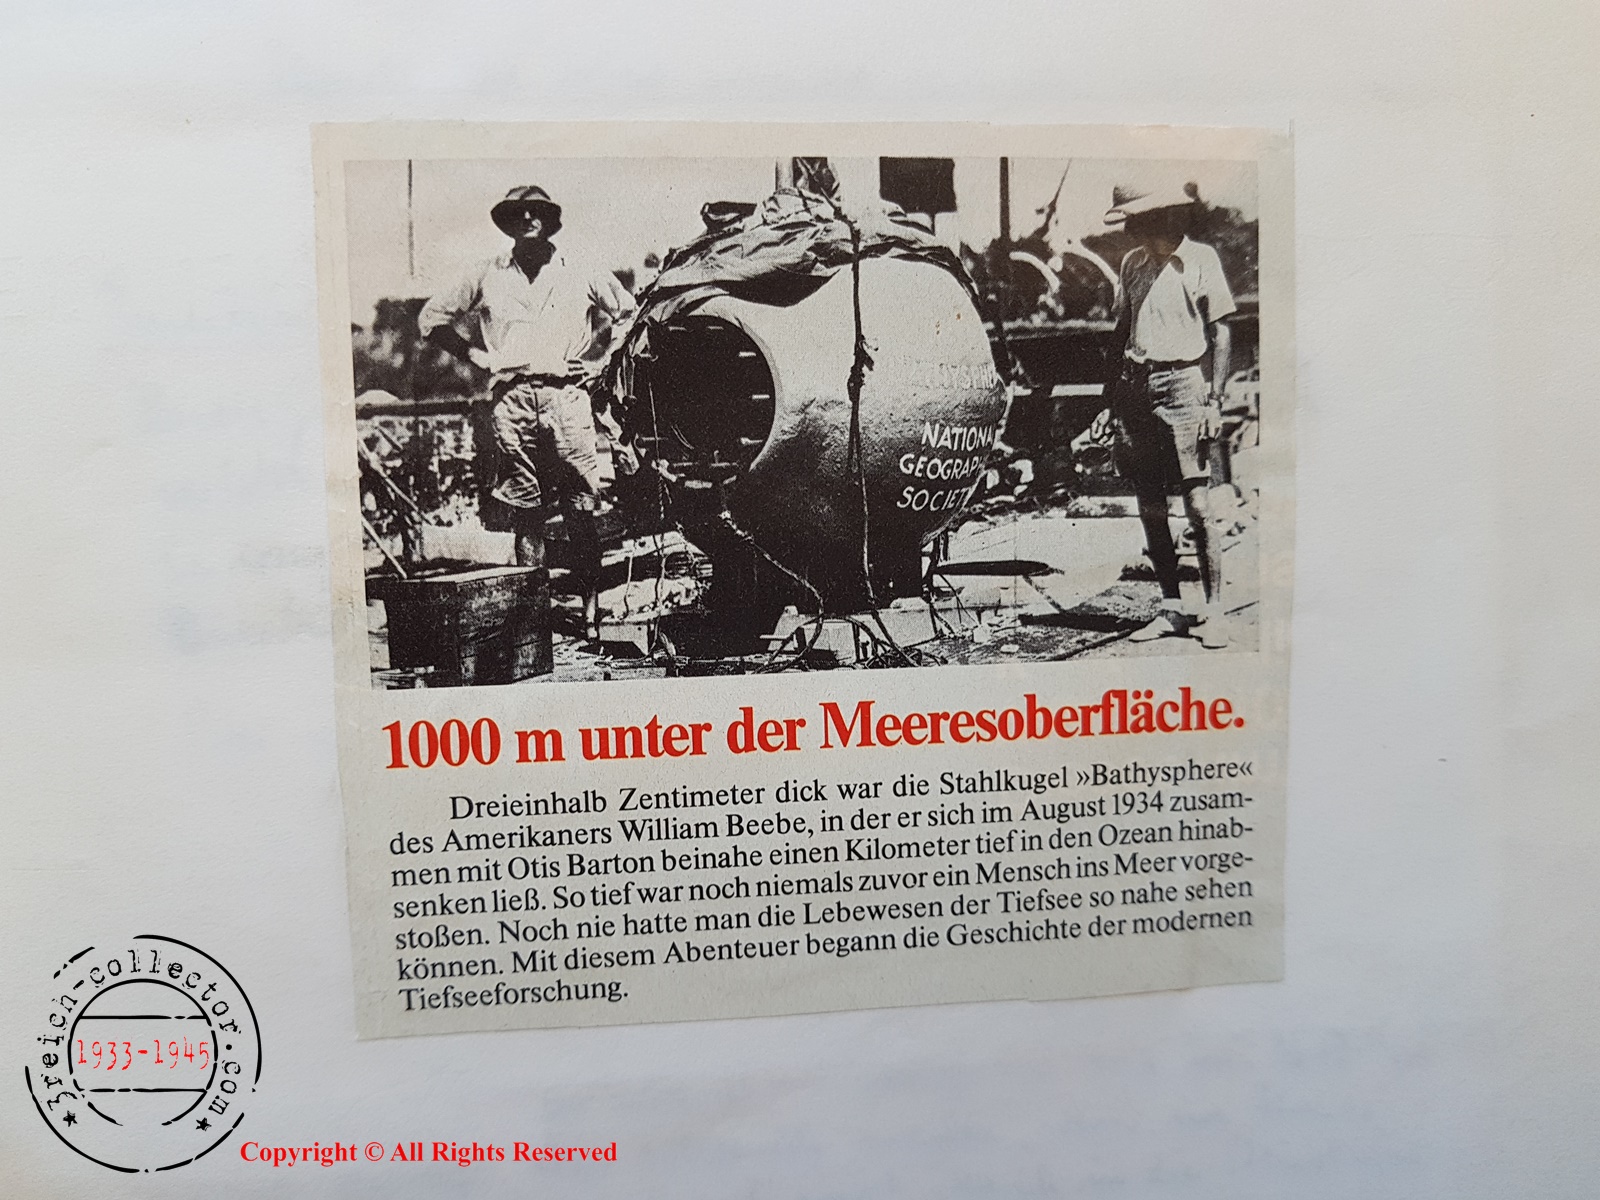 NATIONA
GEOGRAP
SOCIET
1000 m unter der Meeresoberfläche.
Dreieinhalb Zentimeter dick war die Stahlkugel »Bathysphere«
des Amerikaners William Beebe, in der er sich im August 1934 zusam-
men mit Otis Barton beinahe einen Kilometer tief in den Ozean hinab-
senken ließ. So tief war noch niemals zuvor ein Mensch ins Meer vorge-
stoßen. Noch nie hatte man die Lebewesen der Tiefsee so nahe sehen
können. Mit diesem Abenteuer begann die Geschichte der modernen
Tiefseeforschung.
3reich-collector.com
1933-1945
Copyright © All Rights Reserved